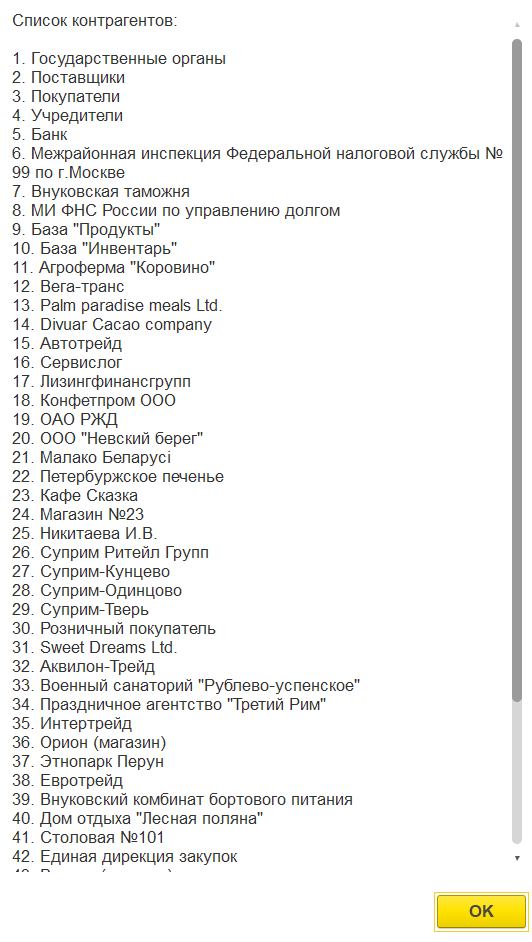 Список контрагентов:
1. Государственные органы
2. Поставщики
3. Покупатели
4. Учредители
5. Банк
6. Межрайонная инспекция Федеральной налоговой службы №
99 по г.Москве
7. Внуковская таможня
8. МИ ФНС России по управлению долгом
9. База "Продукты"
10. База "Инвентарь"
11. Агроферма "Коровино"
12. Вега-транс
13. Palm paradise meals Ltd.
14. Divuar Cacao company
15. Автотрейд
16. Сервислог
17. Лизингфинансгрупп
18. Конфетпром ООО
19. ОАО РЖД
20. ООО "Невский берег"
21. Малако Беларусі
22. Петербуржское печенье
23. Кафе Сказка
24. Магазин №23
25. Никитаева И.В.
26. Суприм Ритейл Групп
27. Суприм-Кунцево
28. Суприм-Одинцово
29. Суприм-Тверь
30. Розничный покупатель
31. Sweet Dreams Ltd.
32. Аквилон-Трейд
33. Военный санаторий "Рублево-успенское"
34. Праздничное агентство "Третий Рим"
35. Интертрейд
36. Орион (магазин)
37. Этнопарк Перун
38. Евротрейд
39. Внуковский комбинат бортового питания
40. Дом отдыха "Лесная поляна"
41. Столовая №101
42. Единая дирекция закупок
OK